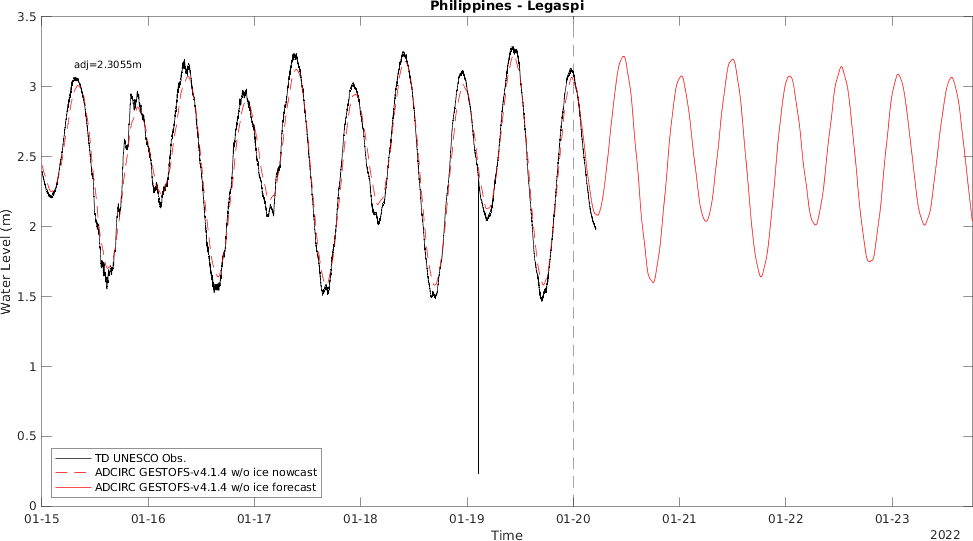 Philippines - Legaspi
3.5
adj=2.3055m
3
2.5
2
1.5
1
0.5
0
Water Level (m)
TD UNESCO Obs.
ADCIRC GESTOFS-v4.1.4 w/o ice nowcast
ADCIRC GESTOFS-v4.1.4 w/o ice forecast
01-15 01-16 01-17 01-18 01-19 01-20 01-21 01-22 01-23
Time
2022